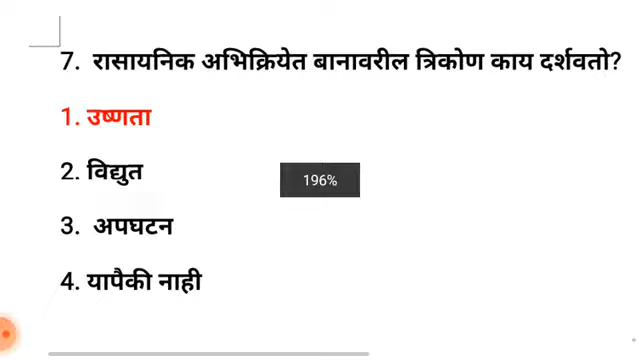 7. रासायनिक अभिक्रियेत बानावरील त्रिकोण काय दर्शवतो?
1. उष्णता
2. विद्युत
196%
3. अपघटन
4. यापैकी नाही